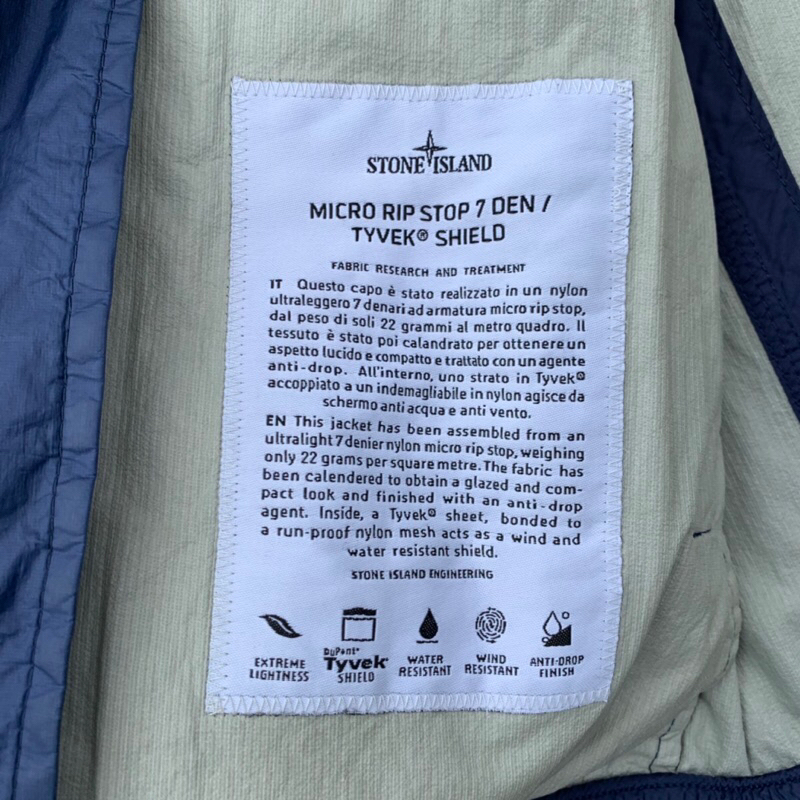 STONE ISLAND
MICRO RIP STOP 7 DEN /
TYVEK® SHIELD
FABRIC RESEARCH AND TREATMENT
IT Questo capo è stato realizzato in un nylon
ultraleggero 7 denari ad armatura micro rip stop,
dal peso di soli 22 grammi al metro quadro. Il
tessuto è stato poi calandrato per ottenere un
aspetto lucido e compatto e trattato con un agente
anti-drop. All'interno, uno strato in Tyvek®
accoppiato a un indemagliabile in nylon agisce da
schermo anti acqua e anti vento.
EN This jacket has been assembled from an
ultralight 7 denier nylon micro rip stop, weighing
only 22 grams per square metre. The fabric has
been calendered to obtain a glazed and com-
pact look and finished with an anti-drop
agent. Inside, a Tyvek® sheet, bonded to
a run-proof nylon mesh acts as a wind and
water resistant shield.
STONE ISLAND ENGINEERING
EXTREME
LIGHTNESS
DuPont™
Tyvek®
SHIELD
WATER
RESISTANT
WIND
RESISTANT
ANTI-DROP
FINISH